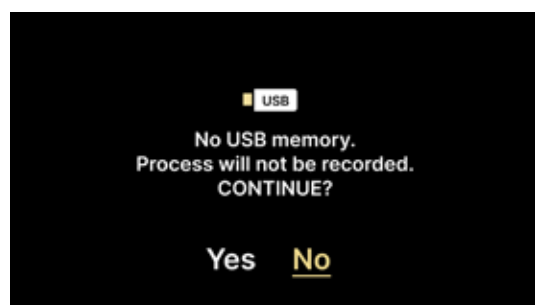 USB
No USB memory.
Process will not be recorded.
CONTINUE?
Yes No